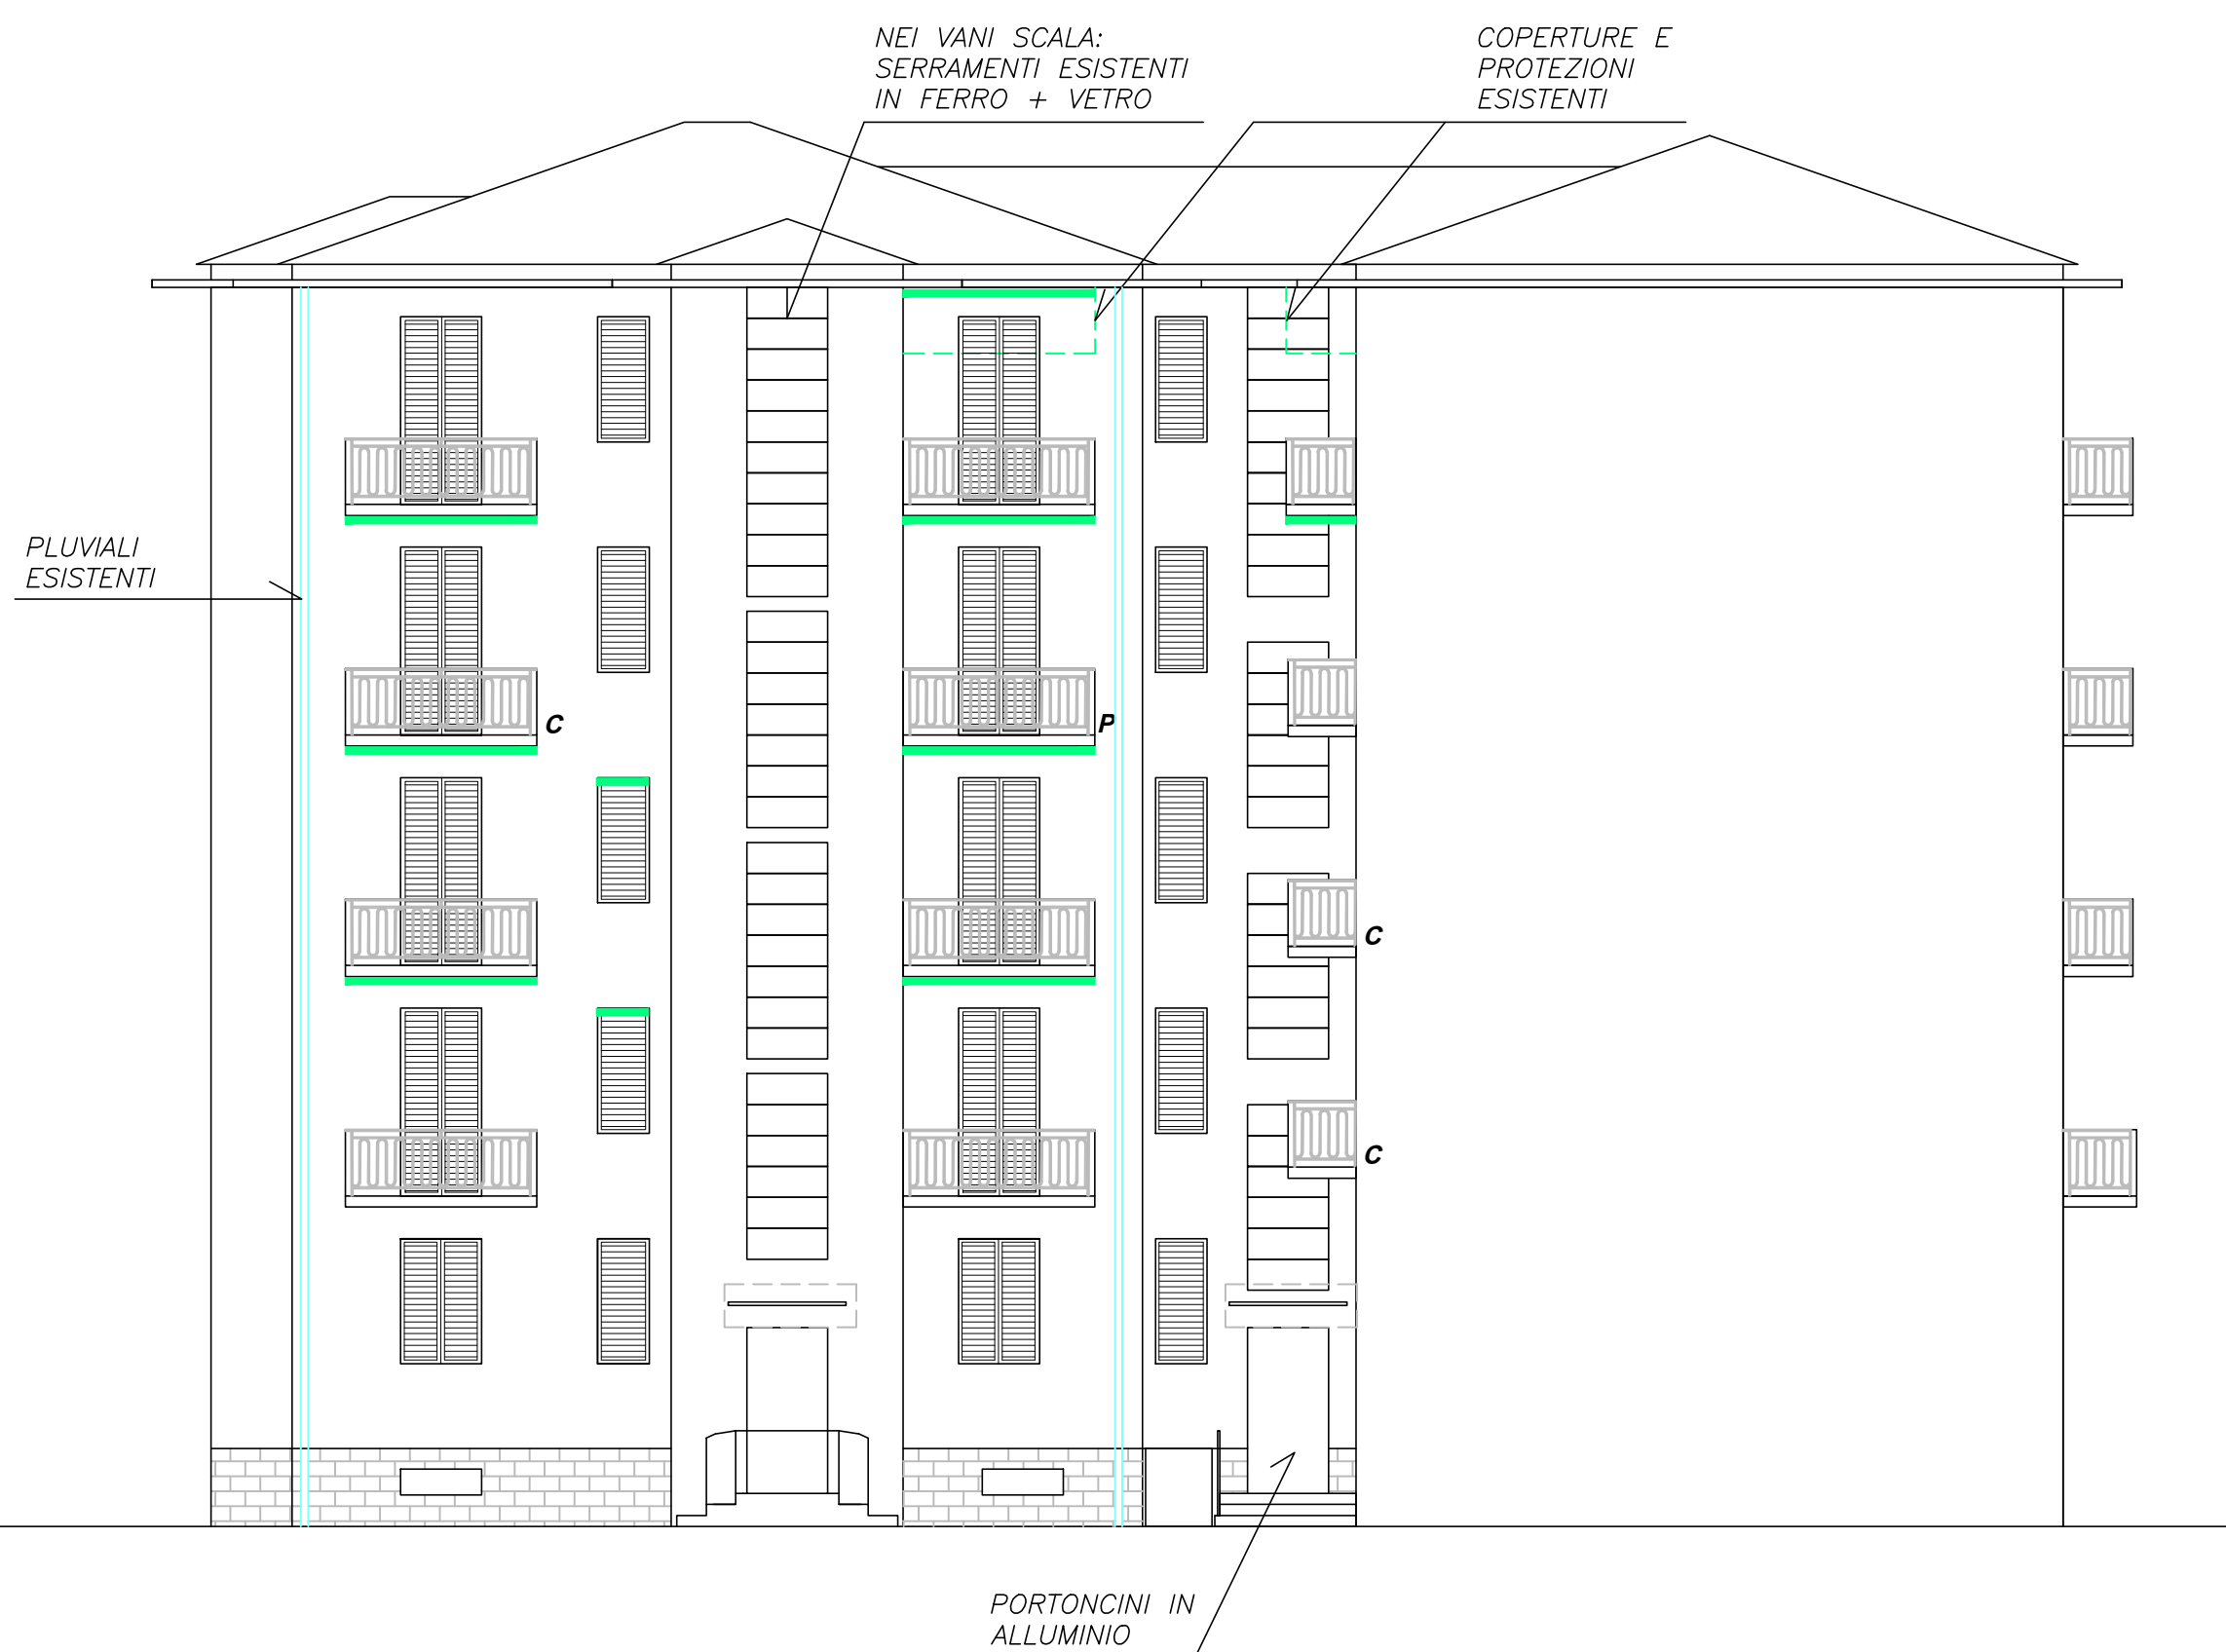 NEI VANI SCALA:
SERRAMENTI ESISTENTI
IN FERRO + VETRO
COPERTURE E
PROTEZIONI
ESISTENTI
PLUVIALI
ESISTENTI
C
P
C
C
PORTONCINI IN
ALLUMINIO